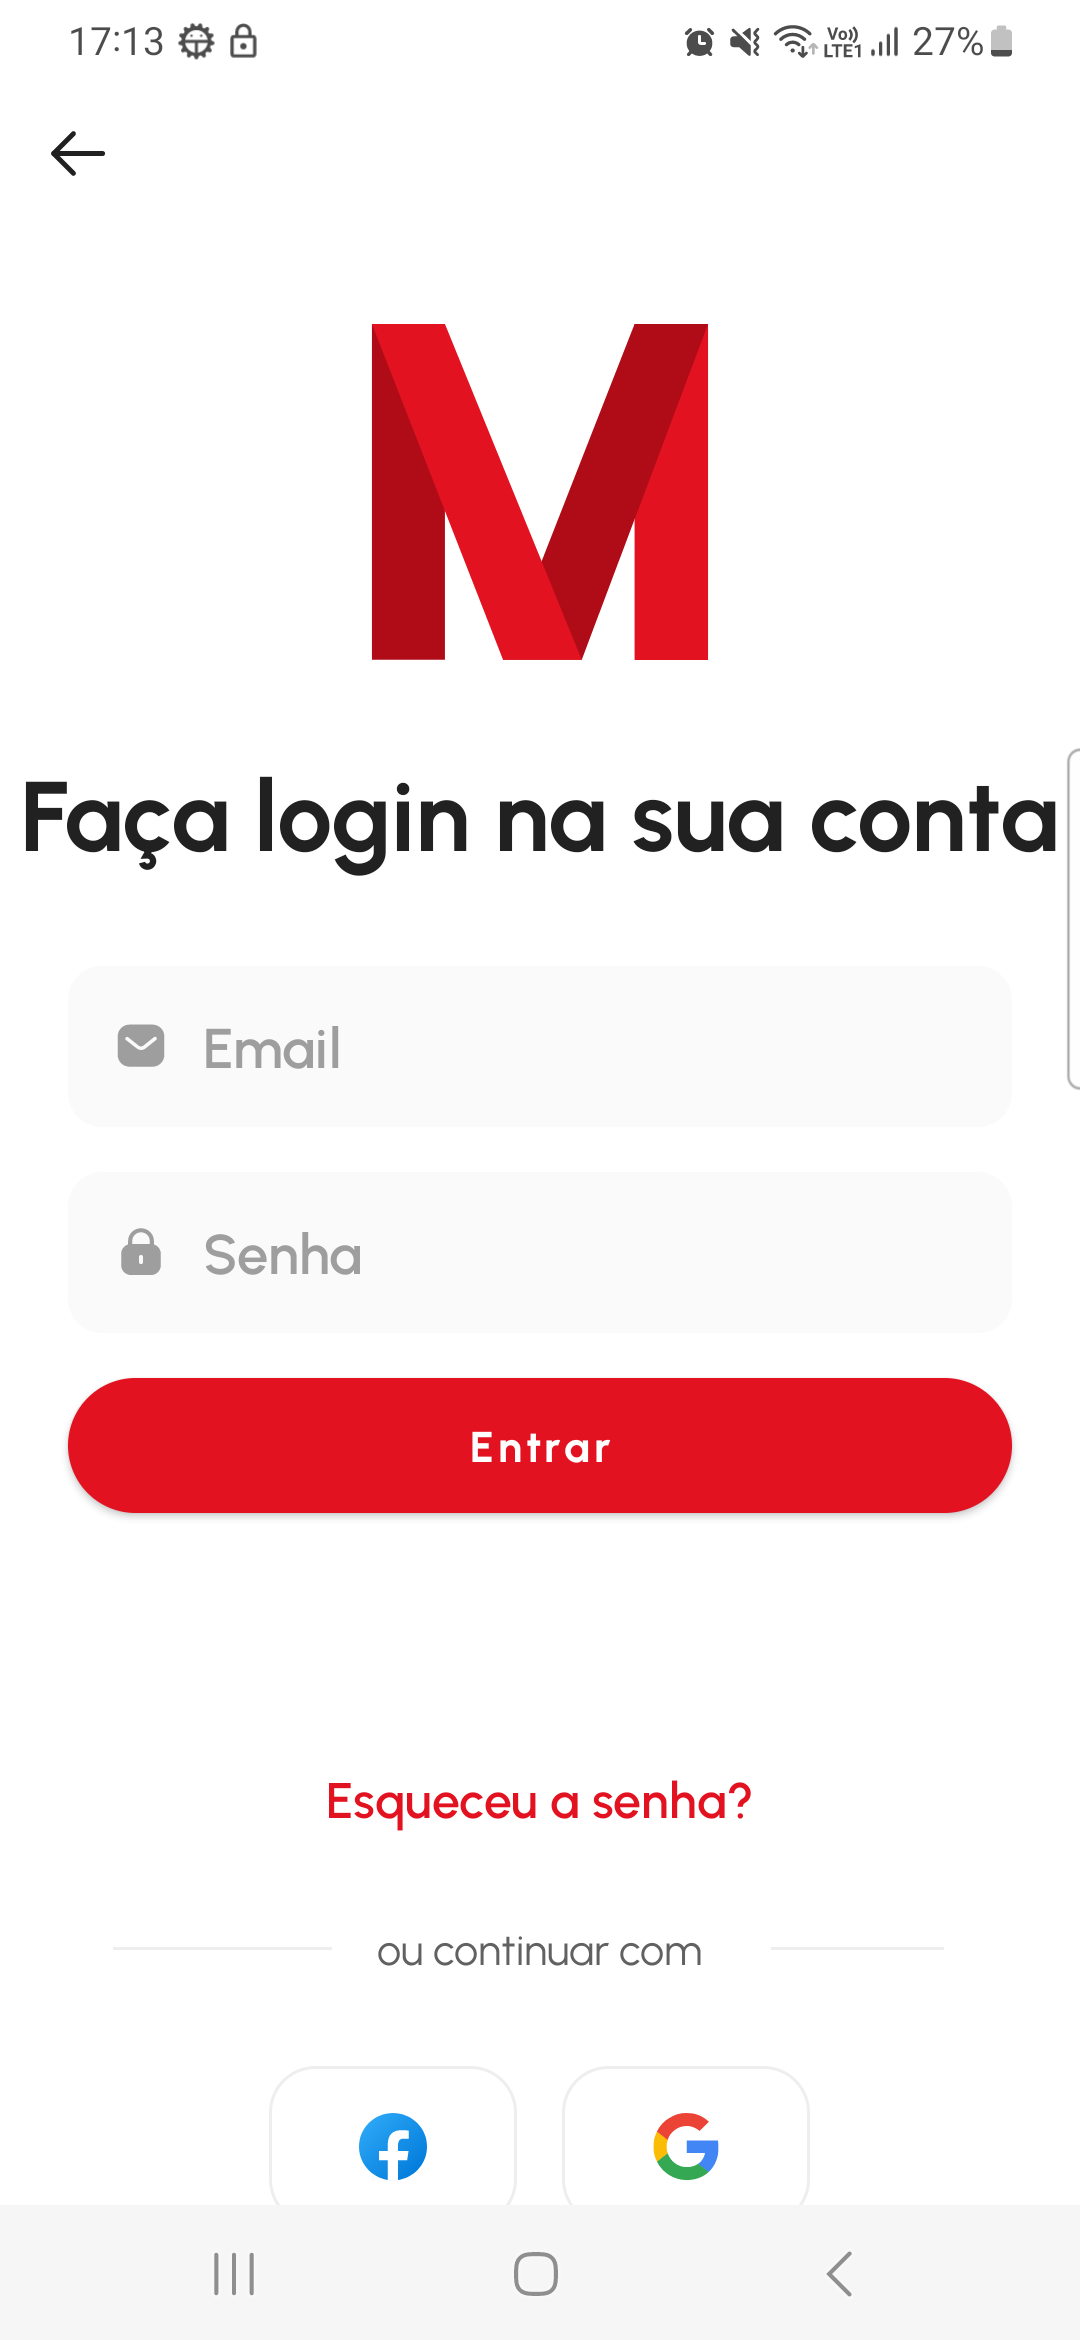 17:13
Vo)) LTE1 27%
M
Faça login na sua conta
Email
Senha
Entrar
Esqueceu a senha?
ou continuar com